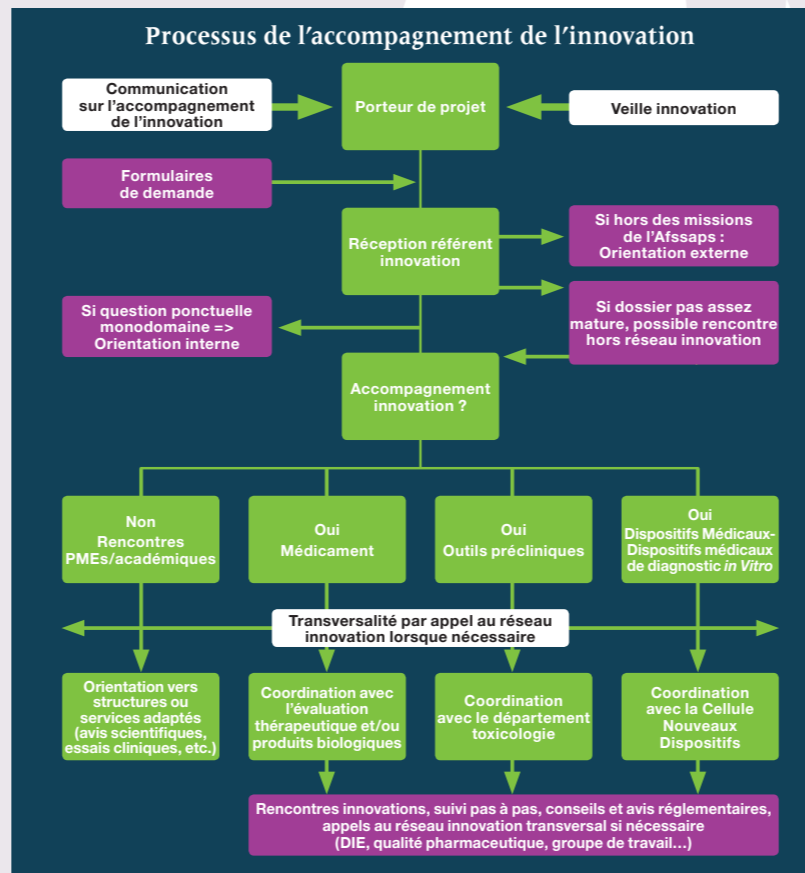 Processus de l'accompagnement de l'innovation
Communication
sur l'accompagnement
de l'innovation
Porteur de projet
Veille innovation
Formulaires
de demande
Réception référent
innovation
Si hors des missions
de l'Afssaps :
Orientation externe
Si question ponctuelle
monodomaine =>
Orientation interne
Si dossier pas assez
mature, possible rencontre
hors réseau innovation
Accompagnement
innovation ?
Non
Rencontres
PMEs/académiques
Oui
Médicament
Oui
Outils précliniques
Oui
Dispositifs Médicaux-
Dispositifs médicaux
de diagnostic in Vitro
Transversalité par appel au réseau
innovation lorsque nécessaire
Orientation vers
structures ou
services adaptés
(avis scientifiques,
essais cliniques, etc.)
Coordination avec
l'évaluation
thérapeutique et/ou
produits biologiques
Coordination
avec le département
toxicologie
Coordination
avec la Cellule
Nouveaux
Dispositifs
Rencontres innovations, suivi pas à pas, conseils et avis réglementaires,
appels au réseau innovation transversal si nécessaire
(DIE, qualité pharmaceutique, groupe de travail...)